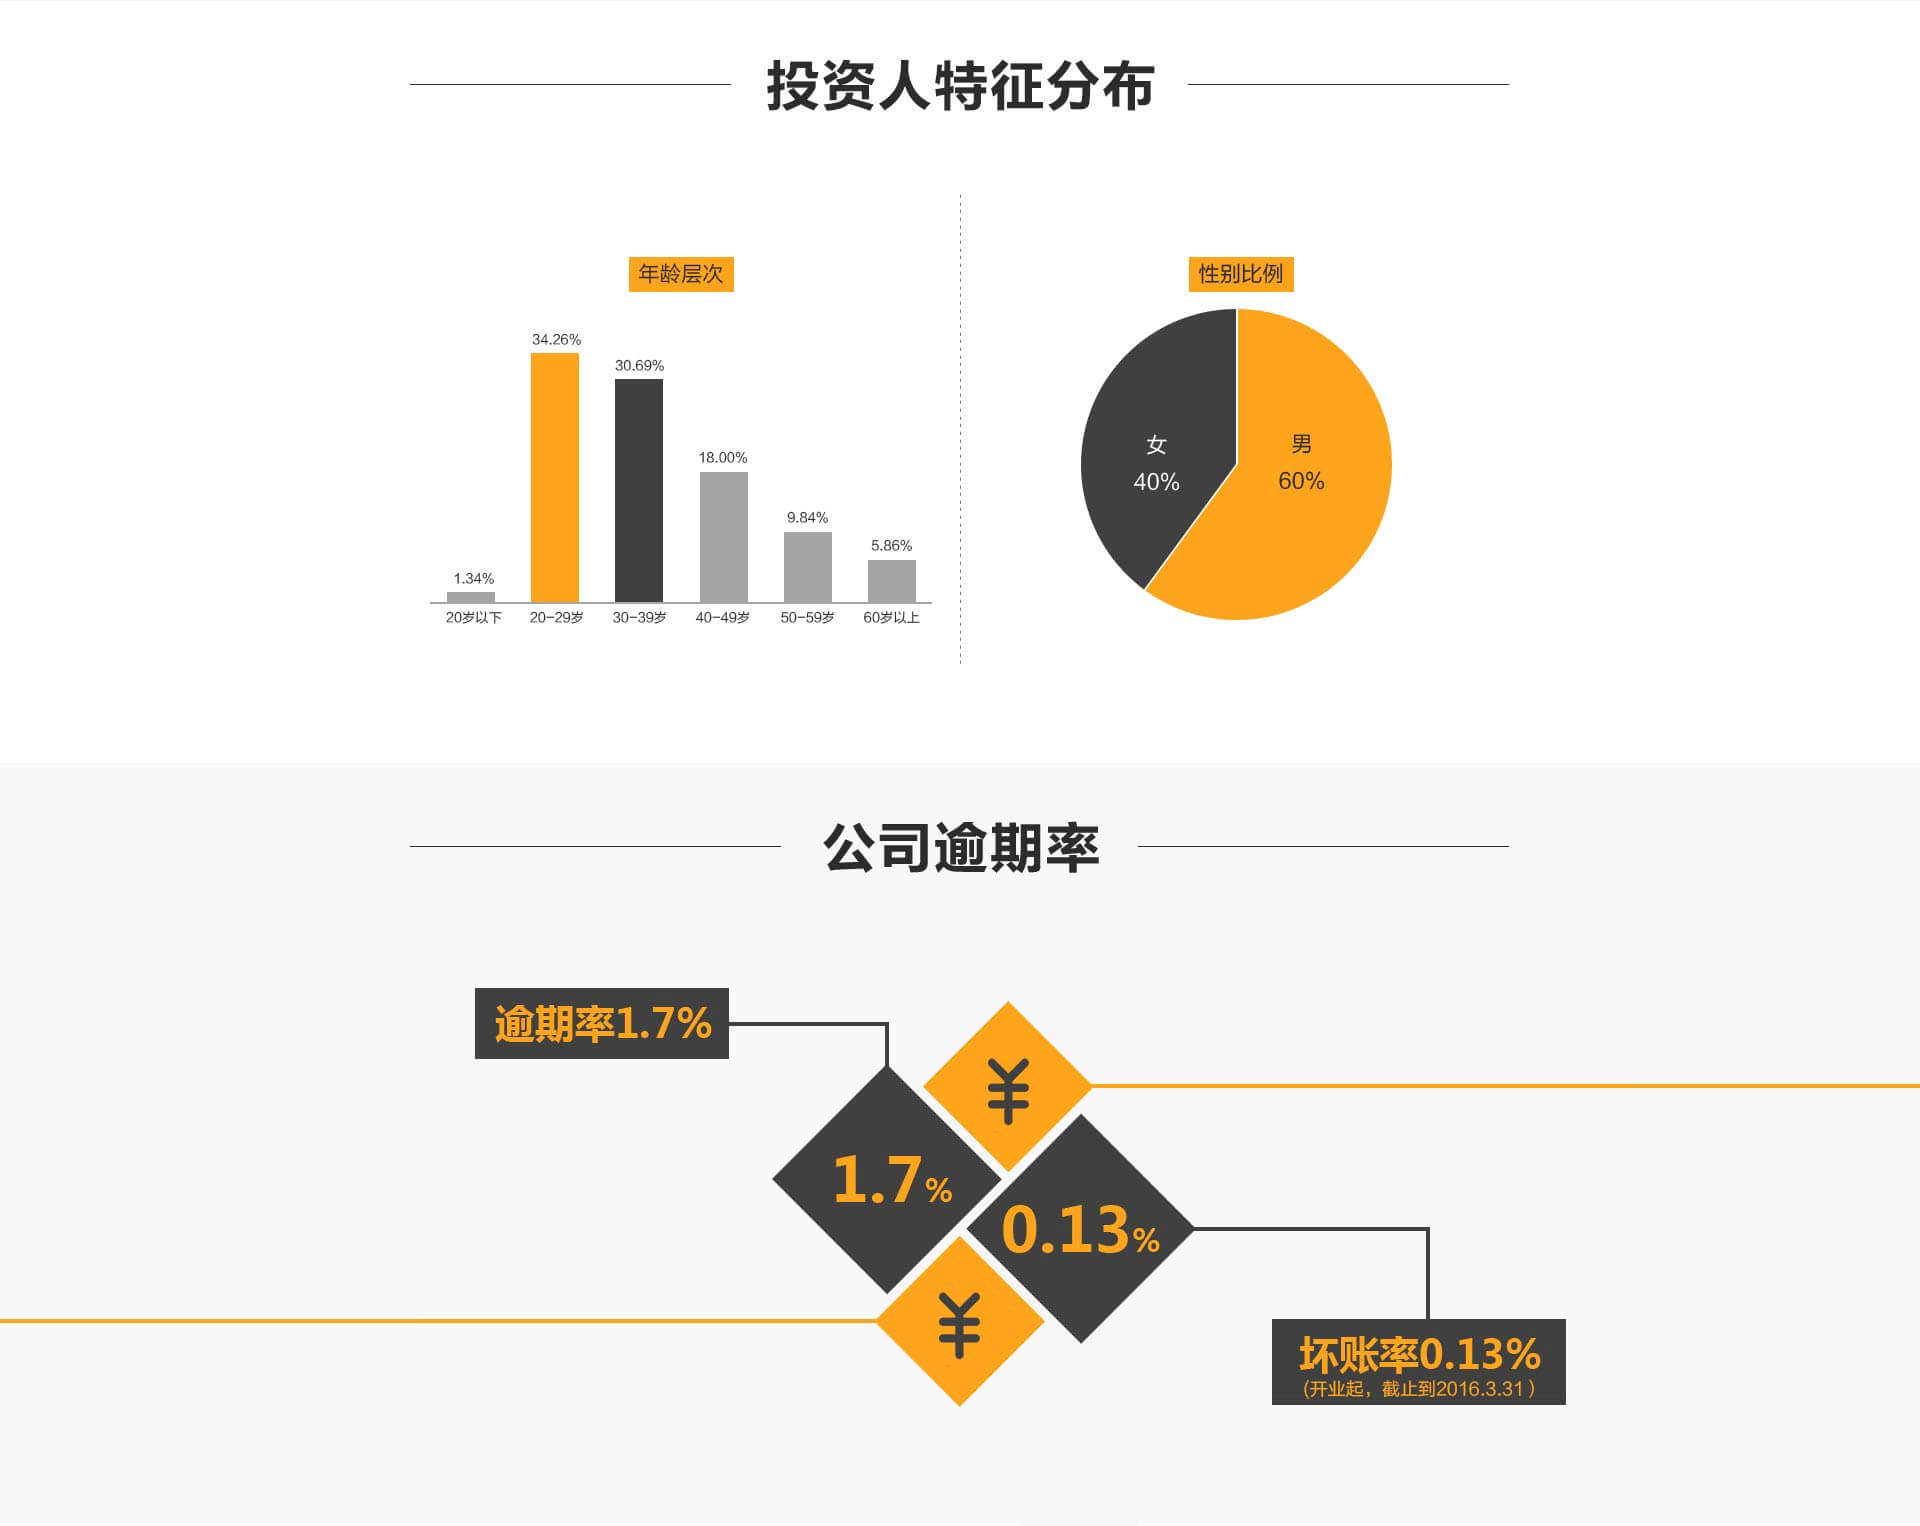 投资人特征分布
年龄层次
34.26%
30.69%
18.00%
9.84%
5.86%
1.34%
20岁以下 20-29岁 30-39岁 40-49岁 50-59岁 60岁以上
性别比例
女
40%
男
60%
公司逾期率
逾期率1.7%
¥
1.7%
0.13%
¥
坏账率0.13%
(开业起，截止到2016.3.31)